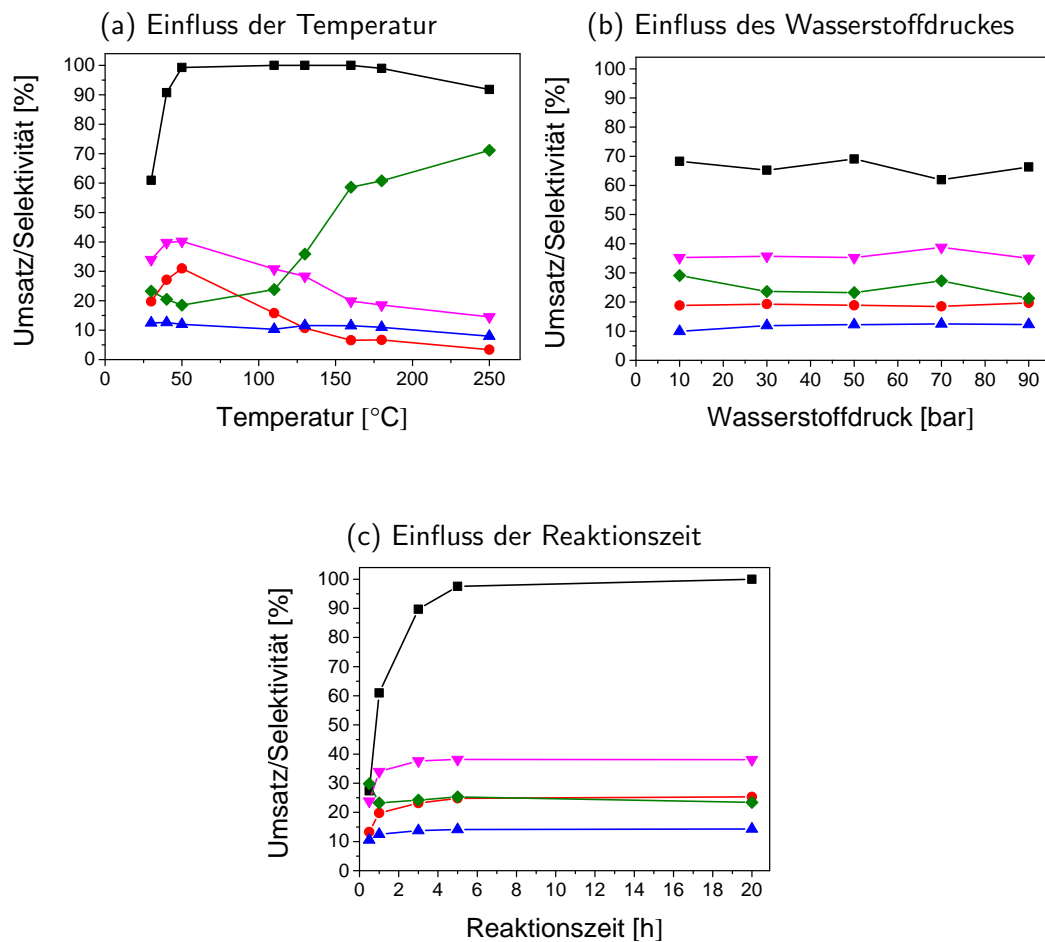 (a) Einfluss der Temperatur
Umsatz/Selektivität [%]
100
90
80
70
60
50
40
30
20
10
0
0 50 100 150 200 250
Temperatur [°C]
(b) Einfluss des Wasserstoffdruckes
Umsatz/Selektivität [%]
100
90
80
70
60
50
40
30
20
10
0
0 10 20 30 40 50 60 70 80 90
Wasserstoffdruck [bar]
(c) Einfluss der Reaktionszeit
Umsatz/Selektivität [%]
100
90
80
70
60
50
40
30
20
10
0
0 2 4 6 8 10 12 14 16 18 20
Reaktionszeit [h]